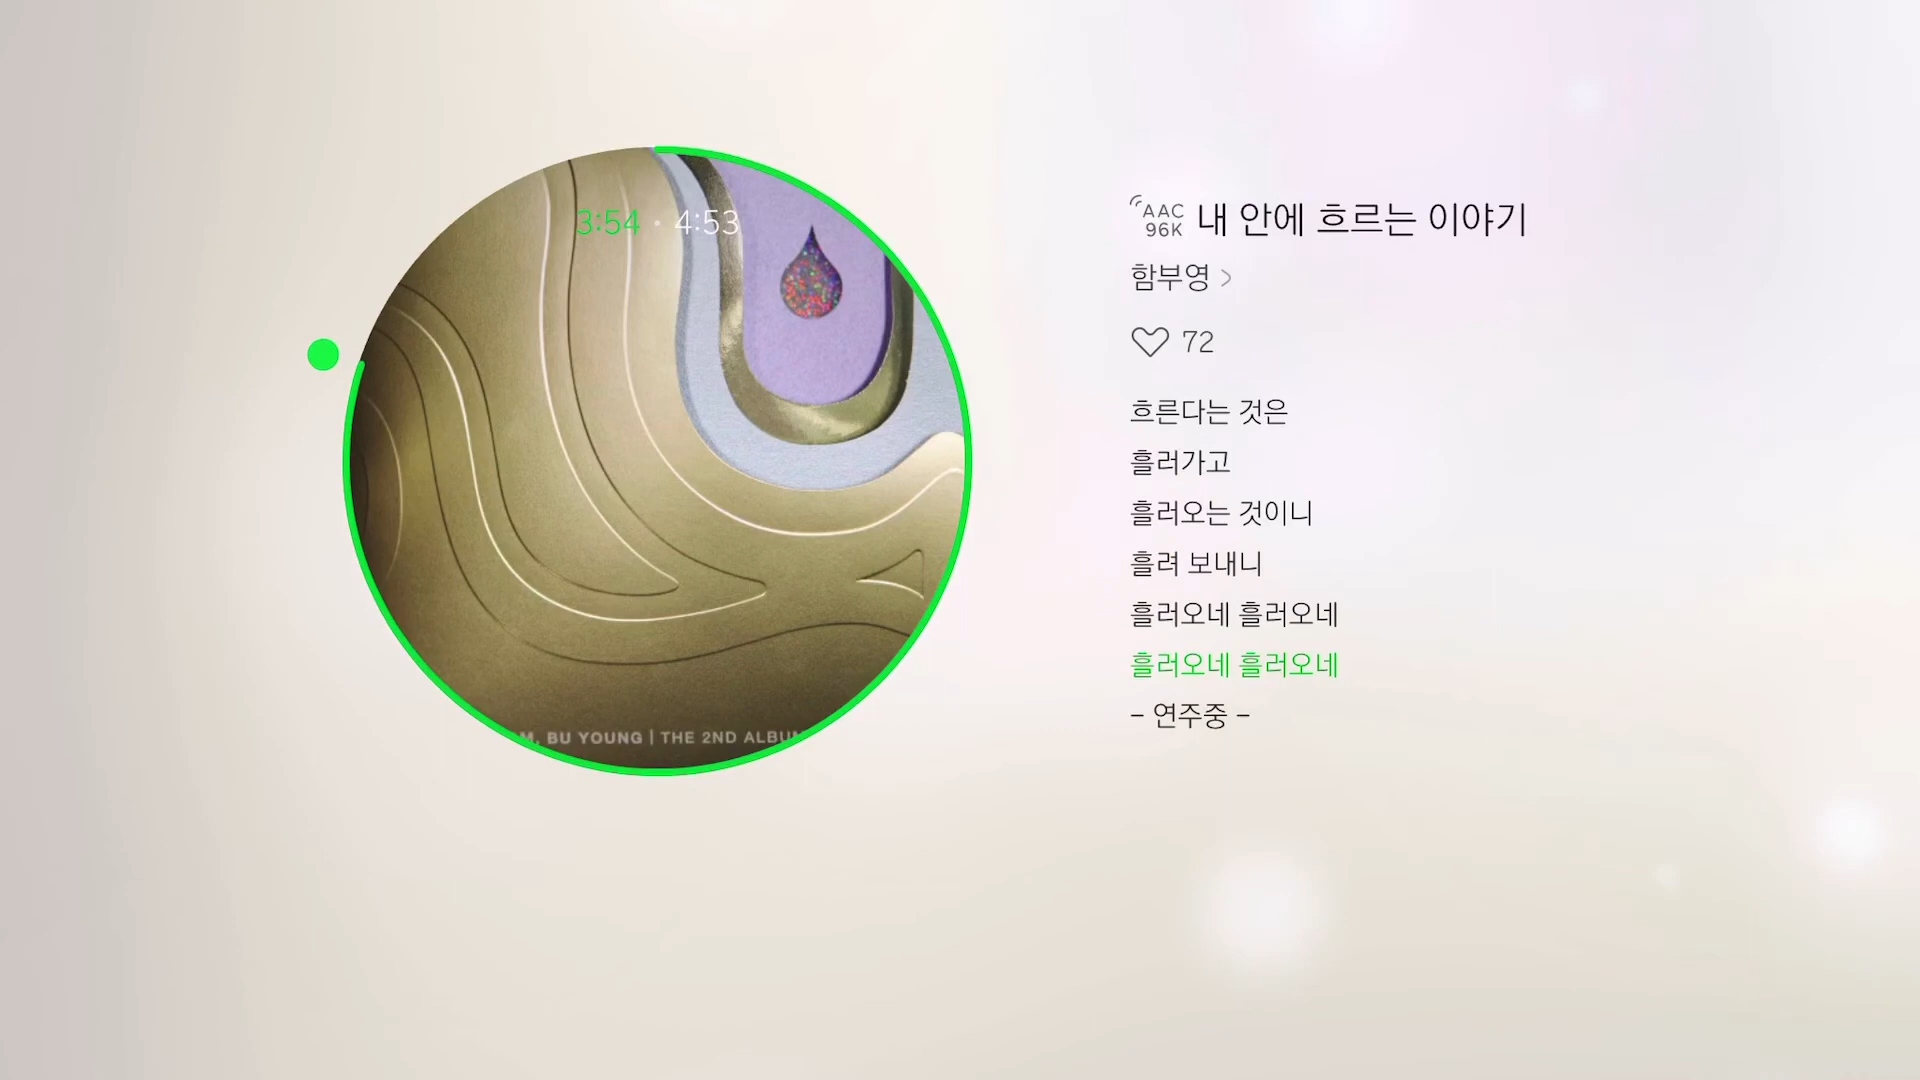 3:54 · 4:53
BU YOUNG | THE 2ND
AAC
96K
내 안에 흐르는 이야기
함부영 >
72
흐른다는 것은
흘러가고
흘러오는 것이니
흘려 보내니
흘러오네 흘러오네
흘러오네 흘러오네
– 연주중 –